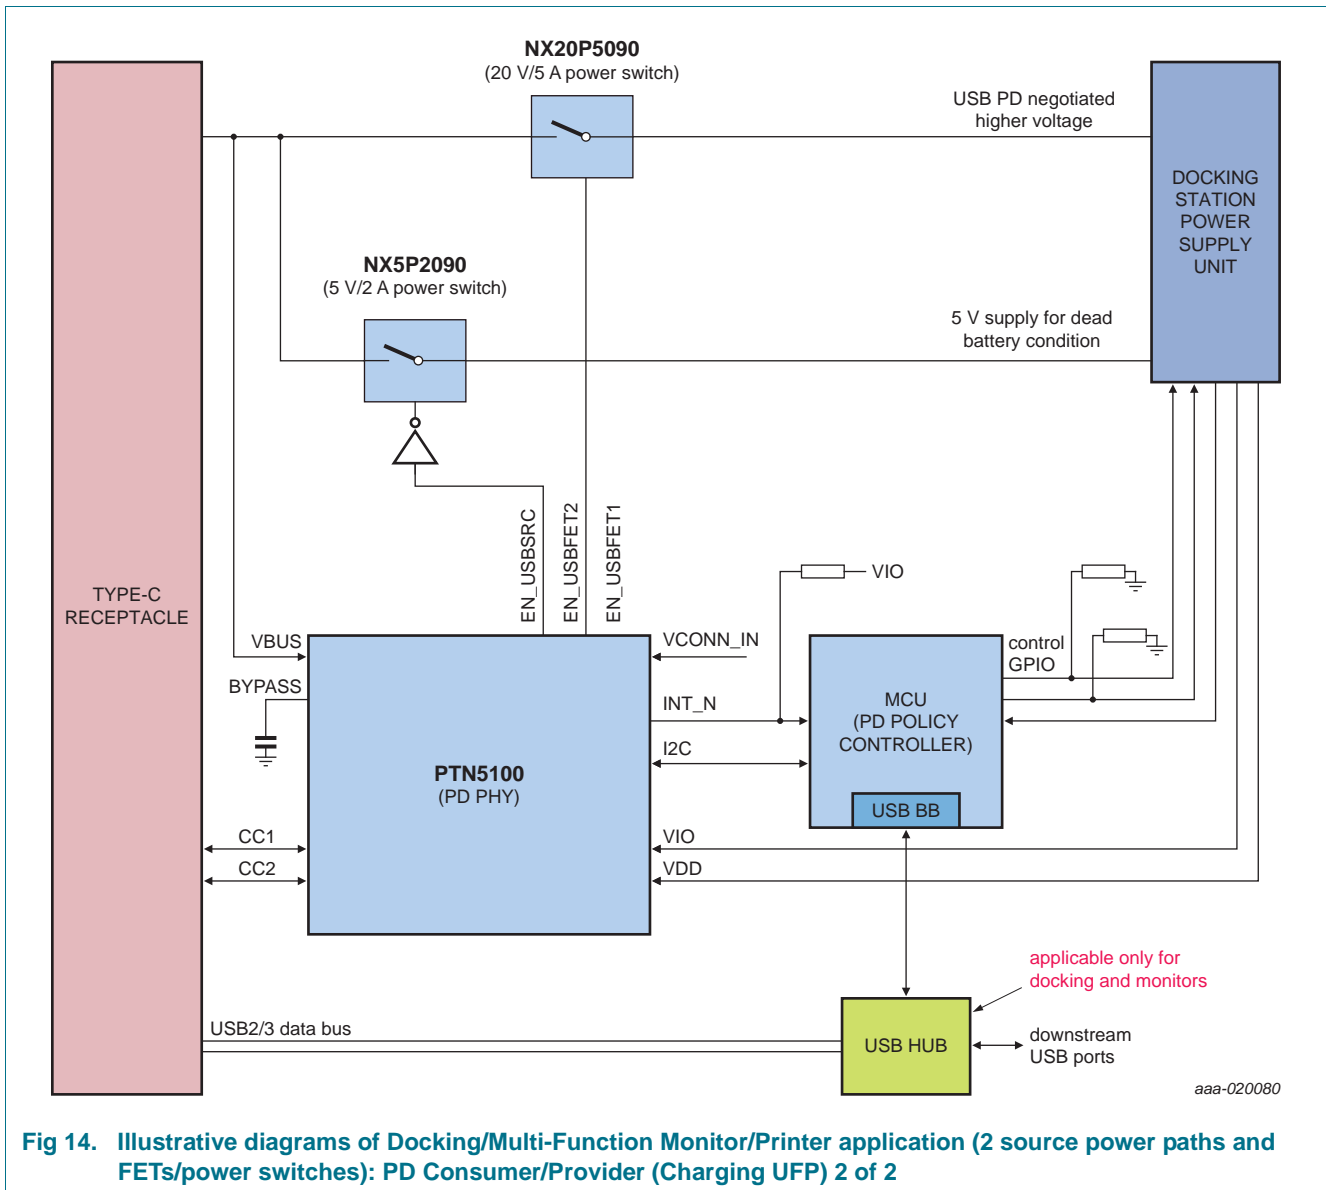 NX20P5090
(20 V/5 A power switch)
USB PD negotiated
higher voltage
DOCKING
STATION
POWER
SUPPLY
UNIT
NX5P2090
(5 V/2 A power switch)
5 V supply for dead
battery condition
EN_USBSRC
EN_USBFET2
EN_USBFET1
VIO
TYPE-C
RECEPTACLE
VBUS
BYPASS
VCONN_IN
INT_N
I2C
control
GPIO
MCU
(PD POLICY
CONTROLLER)
PTN5100
(PD PHY)
USB BB
CC1
CC2
VIO
VDD
applicable only for
docking and monitors
USB2/3 data bus
USB HUB
downstream
USB ports
aaa-020080
Fig 14. Illustrative diagrams of Docking/Multi-Function Monitor/Printer application (2 source power paths and
FETs/power switches): PD Consumer/Provider (Charging UFP) 2 of 2